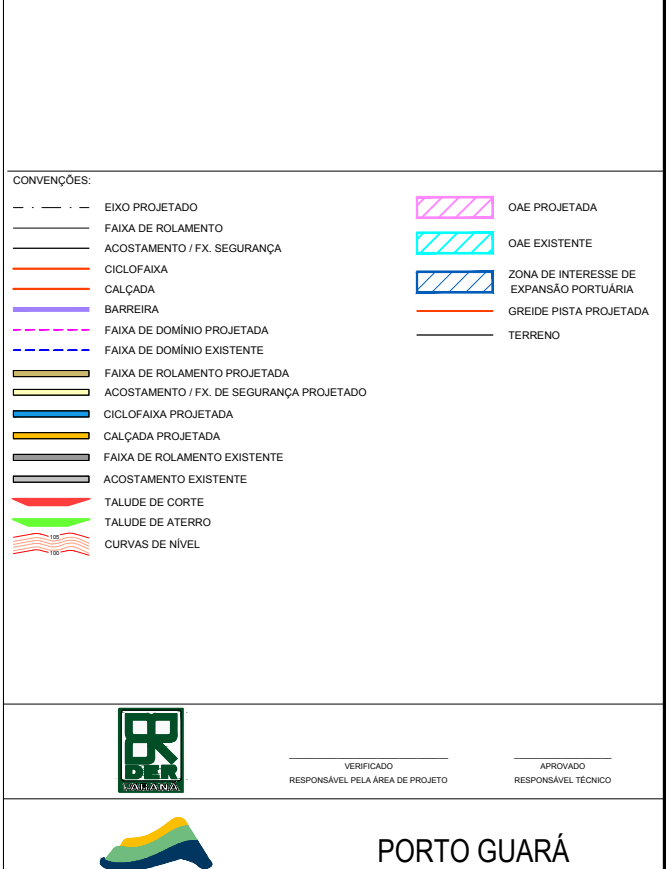 CONVENÇÕES:
EIXO PROJETADO
FAIXA DE ROLAMENTO
ACOSTAMENTO / FX. SEGURANÇA
CICLOFAIXA
CALÇADA
BARREIRA
FAIXA DE DOMÍNIO PROJETADA
FAIXA DE DOMÍNIO EXISTENTE
FAIXA DE ROLAMENTO PROJETADA
ACOSTAMENTO / FX. DE SEGURANÇA PROJETADO
CICLOFAIXA PROJETADA
CALÇADA PROJETADA
FAIXA DE ROLAMENTO EXISTENTE
ACOSTAMENTO EXISTENTE
TALUDE DE CORTE
TALUDE DE ATERRO
105
CURVAS DE NÍVEL
100
OAE PROJETADA
OAE EXISTENTE
ZONA DE INTERESSE DE
EXPANSÃO PORTUÁRIA
GREIDE PISTA PROJETADA
TERRENO
DER
PARANÁ
VERIFICADO
RESPONSÁVEL PELA ÁREA DE PROJETO
APROVADO
RESPONSÁVEL TÉCNICO
PORTO GUARÁ